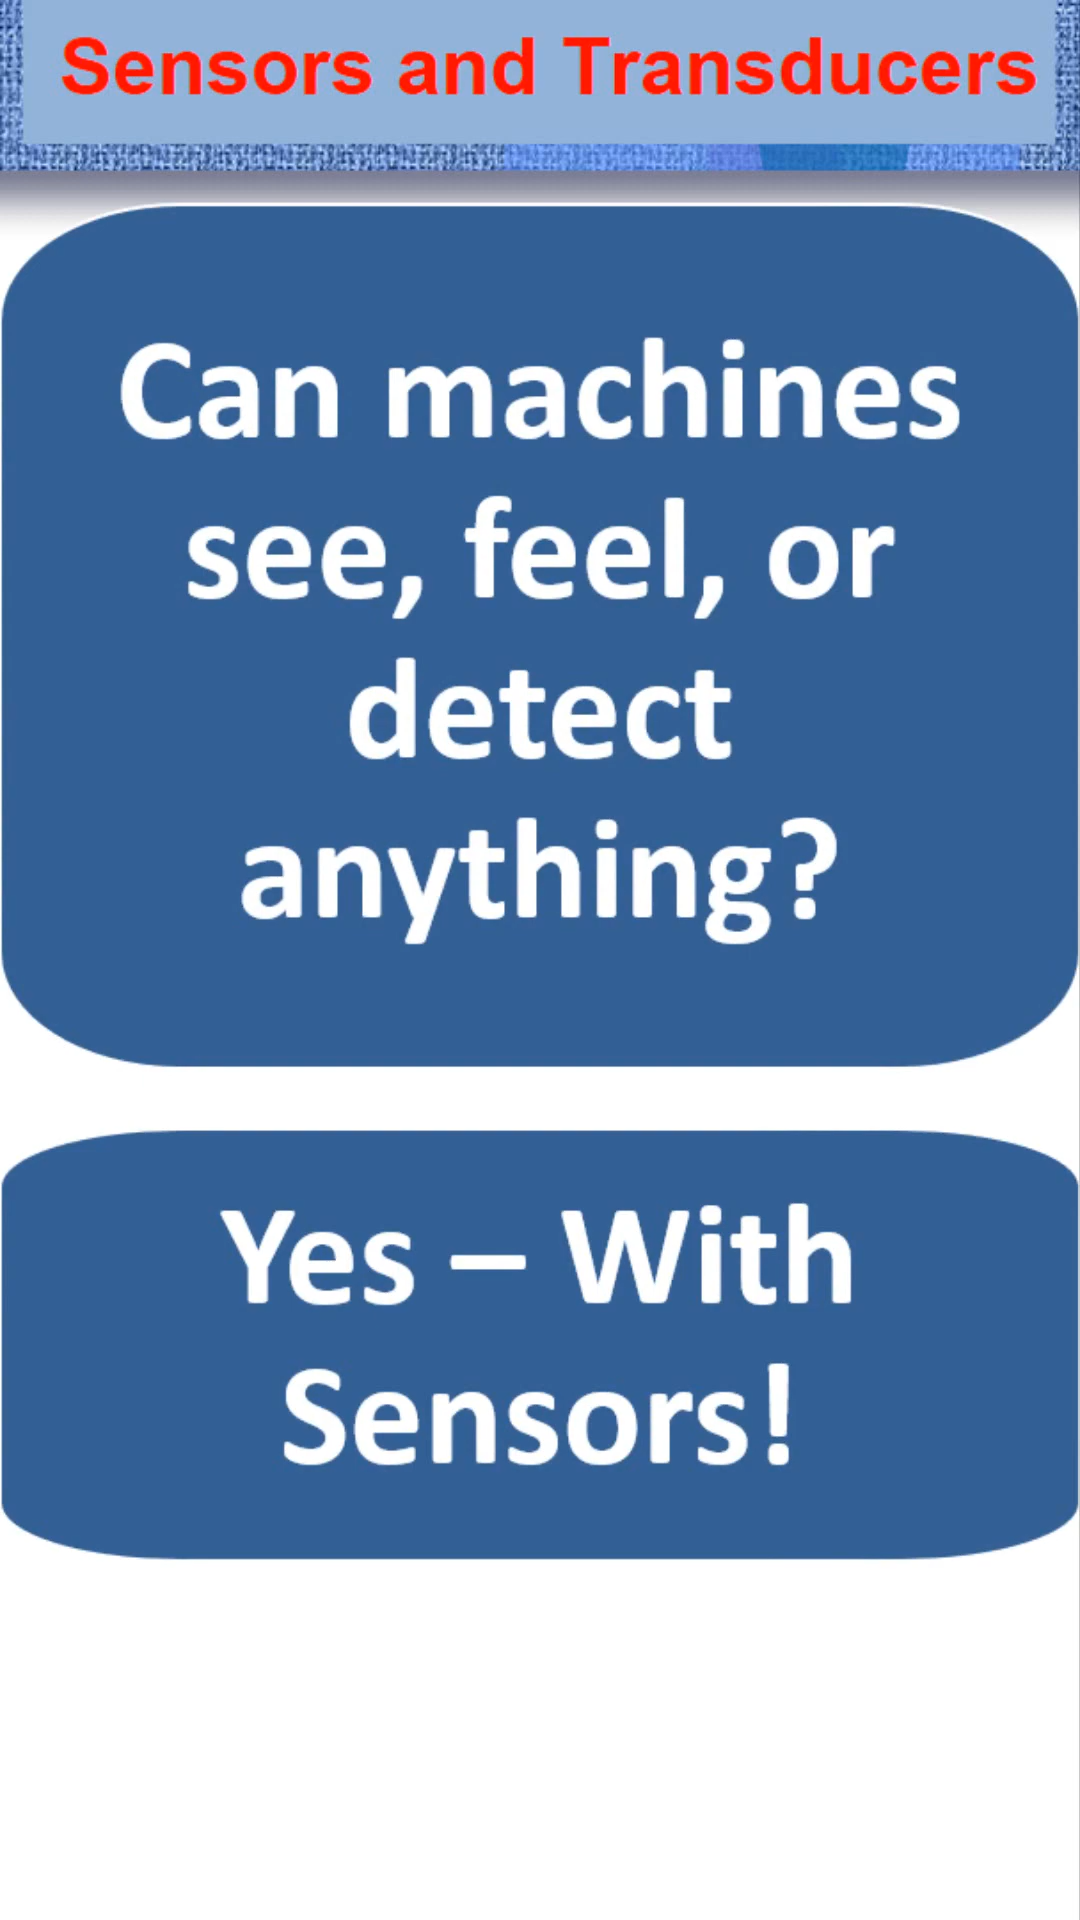 Sensors and Transducers
Can machines
see, feel, or
detect
anything?
Yes – With
Sensors!